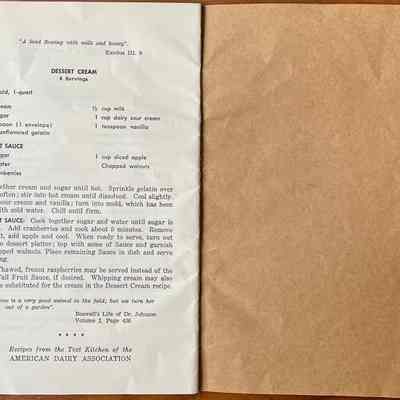 "A land flowing with milk and honey".
Exodus III. 8
DESSERT CREAM
8 Servings
old, 1-quart
ream
½ cup milk
gar
1 cup dairy sour cream
poon (1 envelope)
1 teaspoon vanilla
unflavored gelatin
T SAUCE
gar
1 cup diced apple
ater
Chopped walnuts
nberries
ether cream and sugar until hot. Sprinkle gelatin over
often; stir into hot cream until dissolved. Cool slightly.
our cream and vanilla; turn into mold, which has been
with cold water. Chill until firm.
T SAUCE: Cook together sugar and water until sugar is
. Add cranberries and cook about 5 minutes. Remove
t, add apple and cool. When ready to serve, turn out
o dessert platter; top with some of Sauce and garnish
opped walnuts. Place remaining Sauce in dish and serve
ng.
Thawed, frozen raspberries may be served instead of the
Fall Fruit Sauce, if desired. Whipping cream may also
e substituted for the cream in the Dessert Cream recipe.
ow is a very good animal in the field; but we turn her
out of a garden".
Boswell's Life of Dr. Johnson
Volume I, Page 436
* * * *
Recipes from the Test Kitchen of the
AMERICAN DAIRY ASSOCIATION